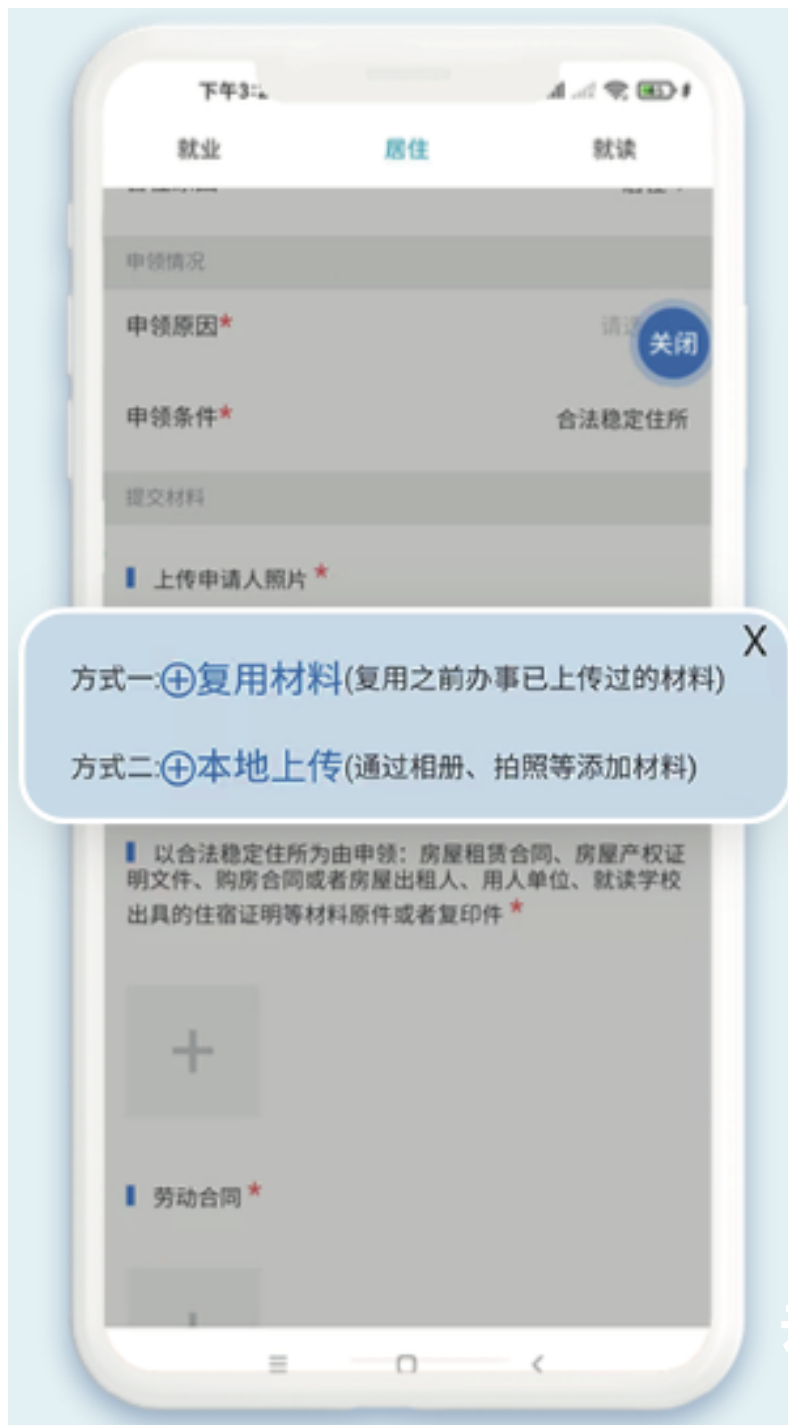 下午3:2
就业 居住 就读
申领情况
申领原因*
关闭
申领条件* 合法稳定住所
提交材料
上传申请人照片*
X
方式一:⊕复用材料(复用之前办事已上传过的材料)
方式二:⊕本地上传(通过相册、拍照等添加材料)
以合法稳定住所为由申领：房屋租赁合同、房屋产权证
明文件、购房合同或者房屋出租人、用人单位、就读学校
出具的住宿证明等材料原件或者复印件*
劳动合同*